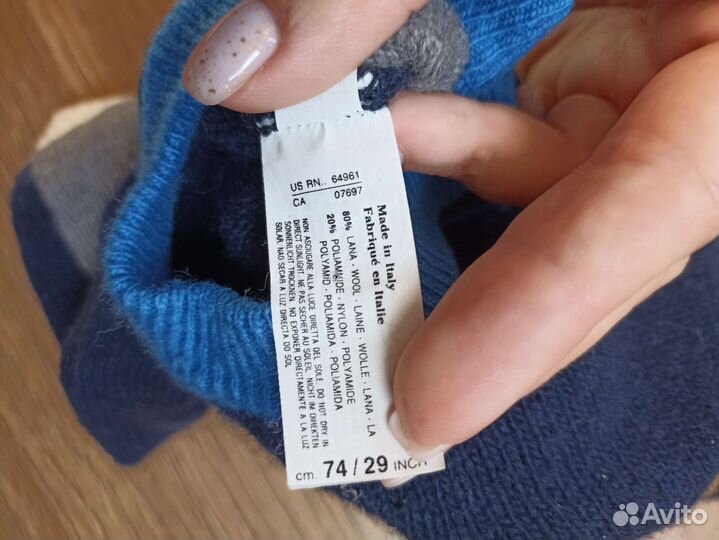 US RN.. 64961
CA 07697
Made in Italy
Fabriqué en Italie
80% LANA - WOOL - LAINE - WOLLE - LANA - LA
20% POLIAMMIDE - NYLON - POLYAMIDE
POLYAMID - POLIAMIDA - POLIAMIDA
NON ASCIUGARE ALLA LUCE DIRETTA DEL SOLE. DO NOT DRY IN
DIRECT SUNLIGHT. NE PAS SECHER AU SOLEIL. NICHT IM DIREKTEN
SONNENLICHT TROCKNEN. NO EXPONER DIRECTAMENTE A LA LUZ
SOLAR. NAO SECAR A LUZ DIRECTA DO SOL
cm. 74 / 29 INCH
Avito